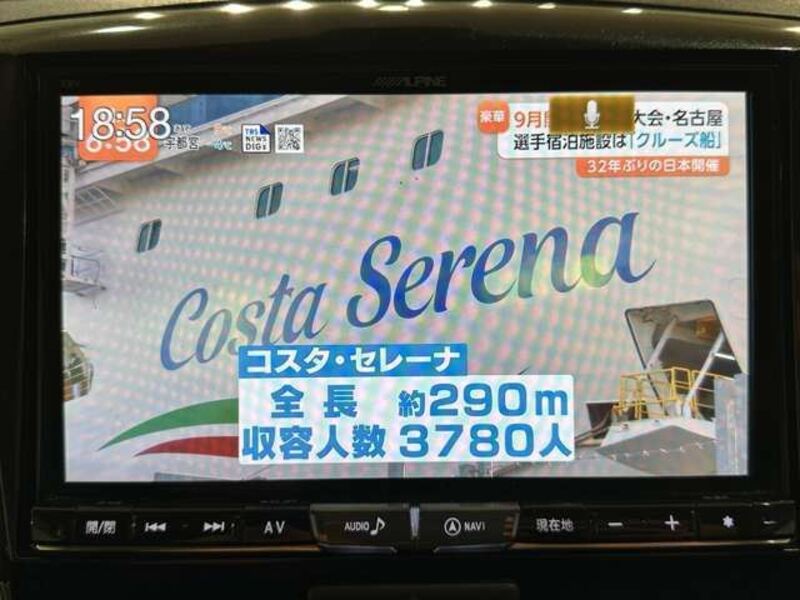 ALPINE
18:58
宇都宮
TBS NEWS DIG
豪華 9月 大会・名古屋
選手宿泊施設は「クルーズ船」
32年ぶりの日本開催
Costa Serena
コスタ・セレーナ
全長 約290m
収容人数 3780人
開/閉 AV AUDIO NAVI 現在地 − +